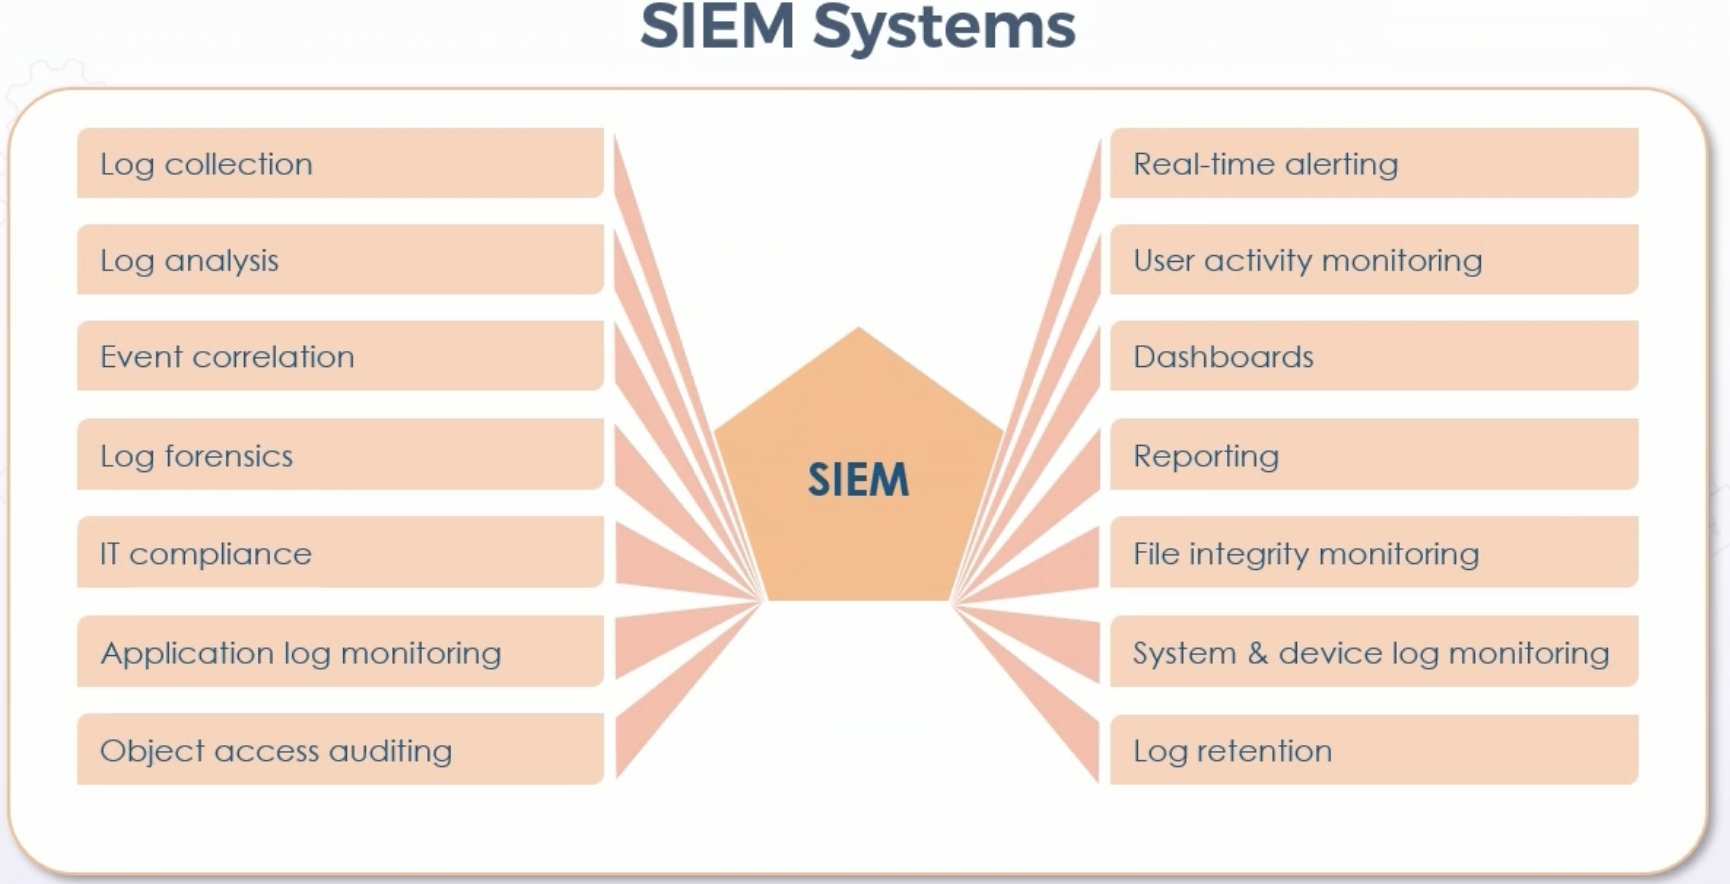 SIEM Systems
Log collection
Log analysis
Event correlation
Log forensics
IT compliance
Application log monitoring
Object access auditing
SIEM
Real-time alerting
User activity monitoring
Dashboards
Reporting
File integrity monitoring
System & device log monitoring
Log retention